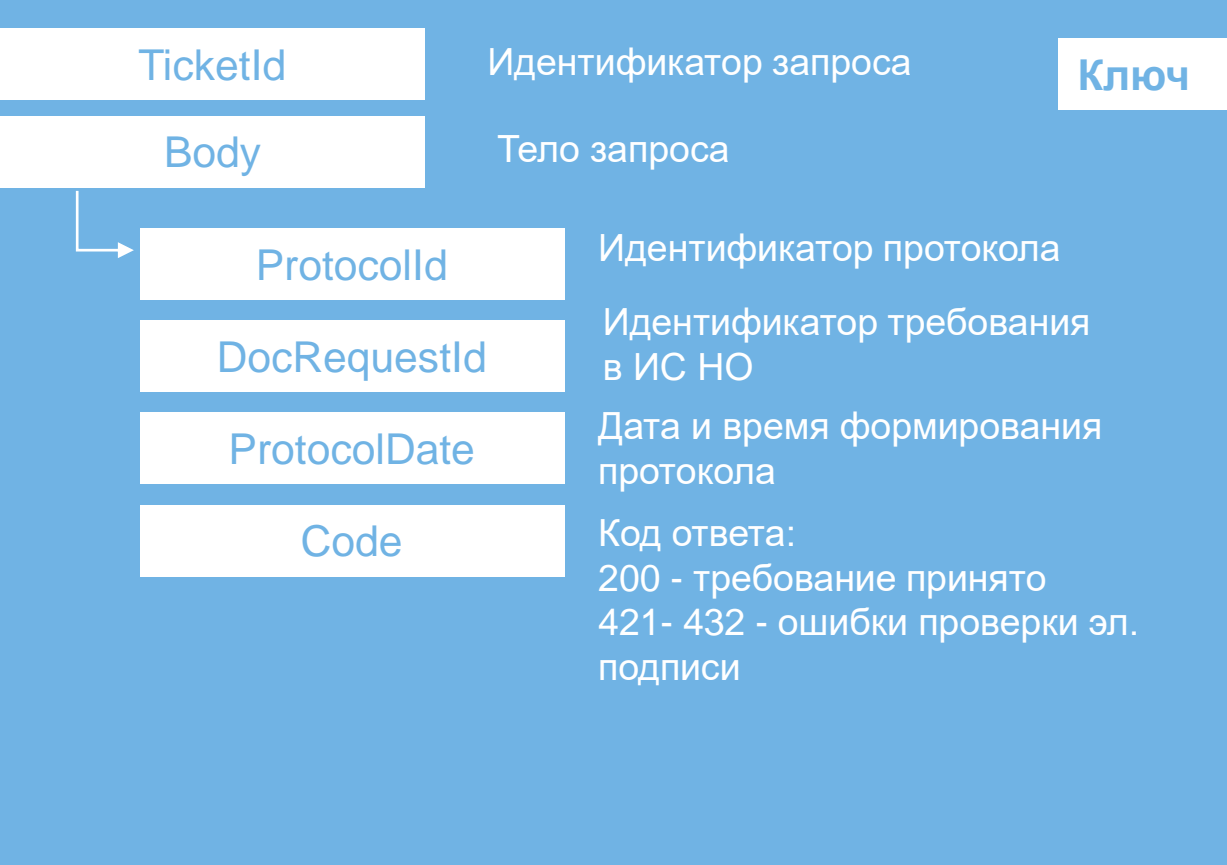 TicketId
Идентификатор запроса
Ключ
Body
Тело запроса
ProtocolId
Идентификатор протокола
DocRequestId
Идентификатор требования
в ИС НО
ProtocolDate
Дата и время формирования
протокола
Code
Код ответа:
200 - требование принято
421- 432 - ошибки проверки эл.
подписи